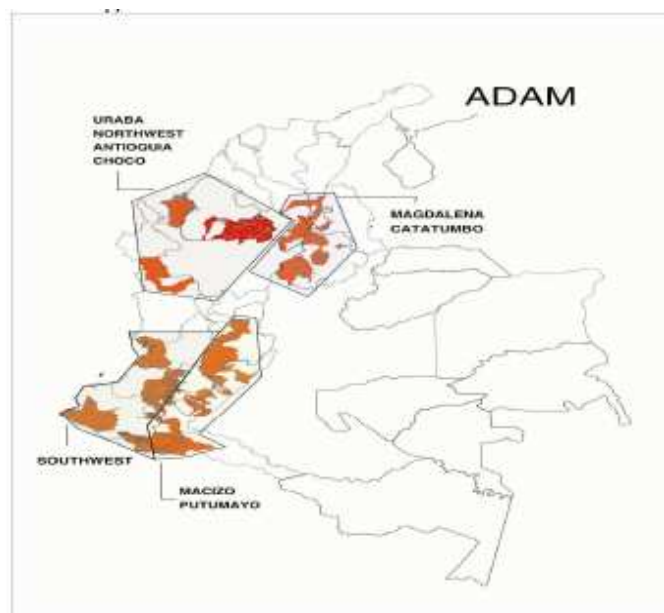 ADAM
URABA
NORTHWEST
ANTIOQUIA
CHOCO
MAGDALENA
CATATUMBO
SOUTHWEST
MACIZO
PUTUMAYO